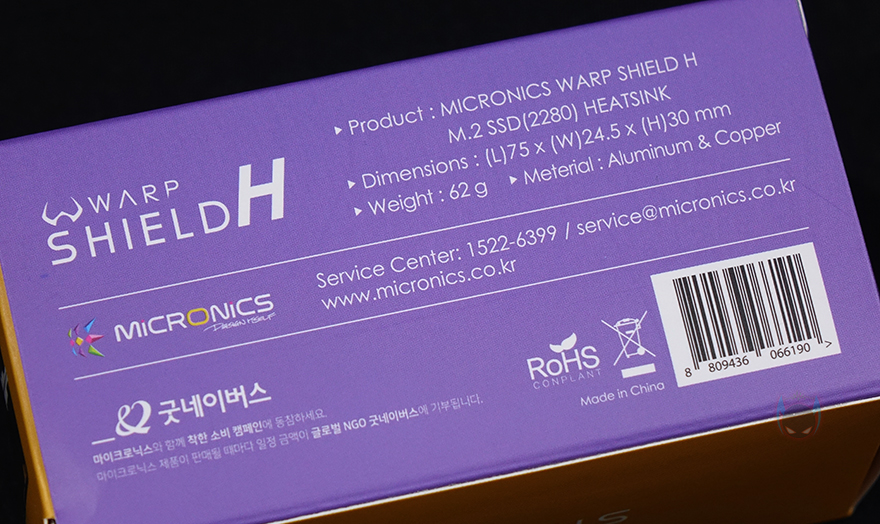 WARP
SHIELD H
▸ Product : MICRONICS WARP SHIELD H
M.2 SSD(2280) HEATSINK
▸ Dimensions : (L)75 x (W)24.5 x (H)30 mm
▸ Weight : 62 g ▸ Meterial : Aluminum & Copper
MiCRONiCS
DESIGN ITSELF
Service Center: 1522-6399 / service@micronics.co.kr
www.micronics.co.kr
굿네이버스
마이크로닉스와 함께 착한 소비 캠페인에 동참하세요.
마이크로닉스 제품이 판매될 때마다 일정 금액이 글로벌 NGO 굿네이버스에 기부됩니다.
RoHS
CONPLANT
Made in China
8 809436 066190 >